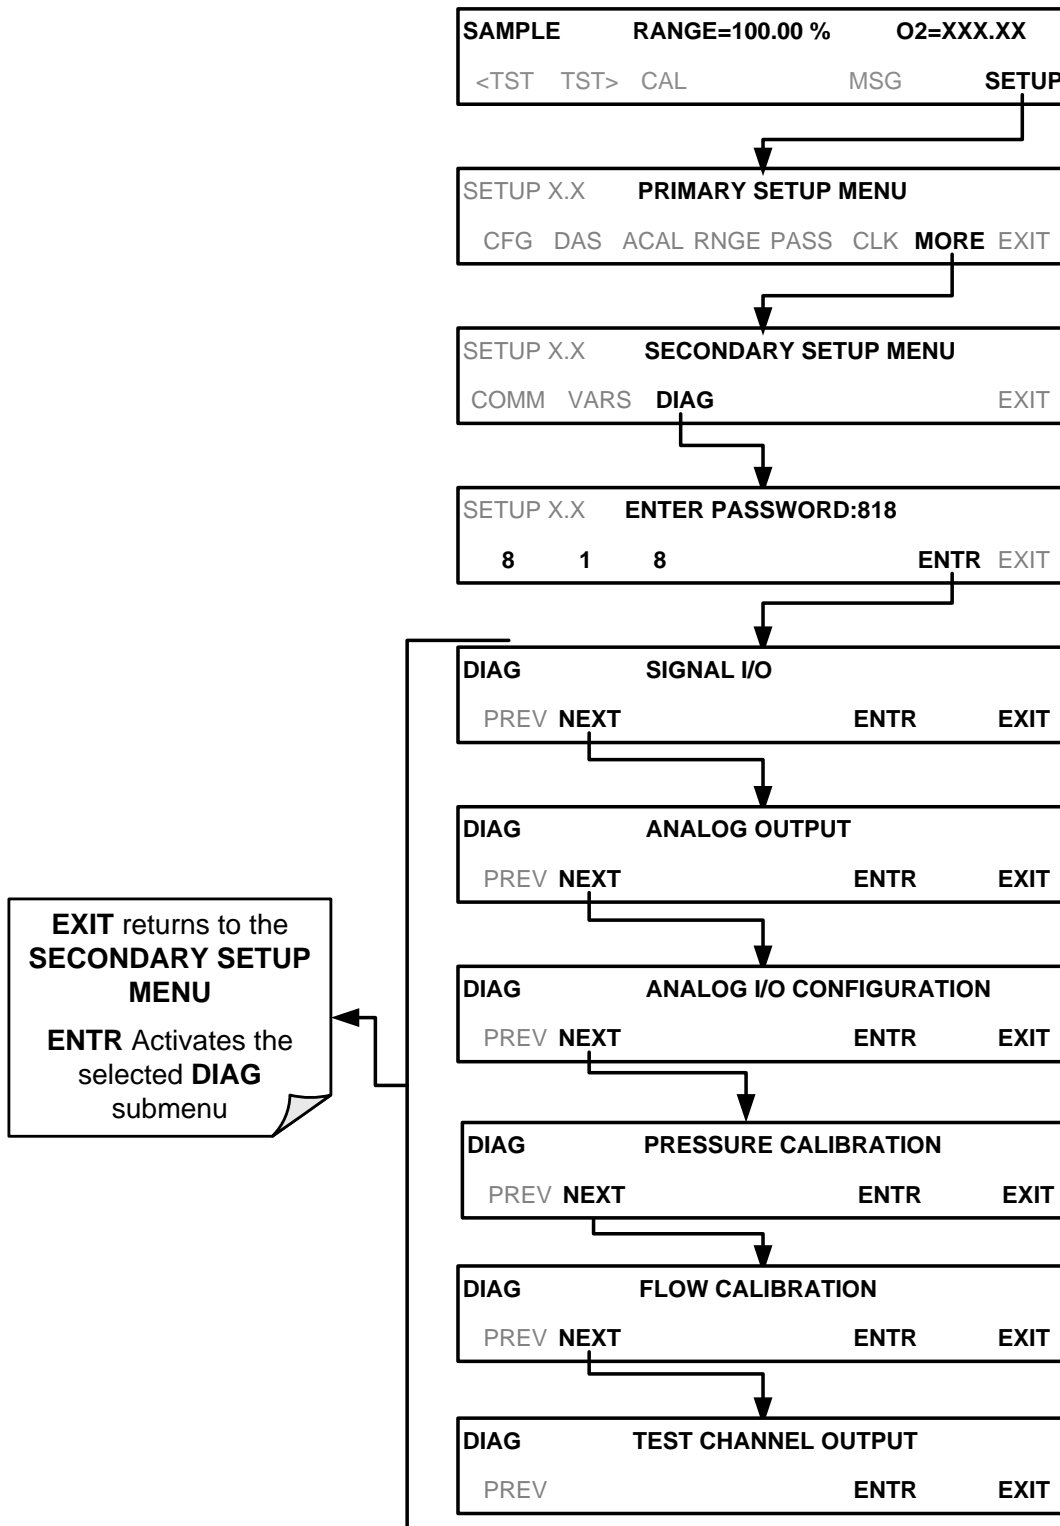 SAMPLE RANGE=100.00 % O2=XXX.XX
<TST TST> CAL MSG SETUP
SETUP X.X PRIMARY SETUP MENU
CFG DAS ACAL RNGE PASS CLK MORE EXIT
SETUP X.X SECONDARY SETUP MENU
COMM VARS DIAG EXIT
SETUP X.X ENTER PASSWORD:818
8 1 8 ENTR EXIT
DIAG SIGNAL I/O
PREV NEXT ENTR EXIT
DIAG ANALOG OUTPUT
PREV NEXT ENTR EXIT
EXIT returns to the
SECONDARY SETUP
MENU
ENTR Activates the
selected DIAG
submenu
DIAG ANALOG I/O CONFIGURATION
PREV NEXT ENTR EXIT
DIAG PRESSURE CALIBRATION
PREV NEXT ENTR EXIT
DIAG FLOW CALIBRATION
PREV NEXT ENTR EXIT
DIAG TEST CHANNEL OUTPUT
PREV ENTR EXIT